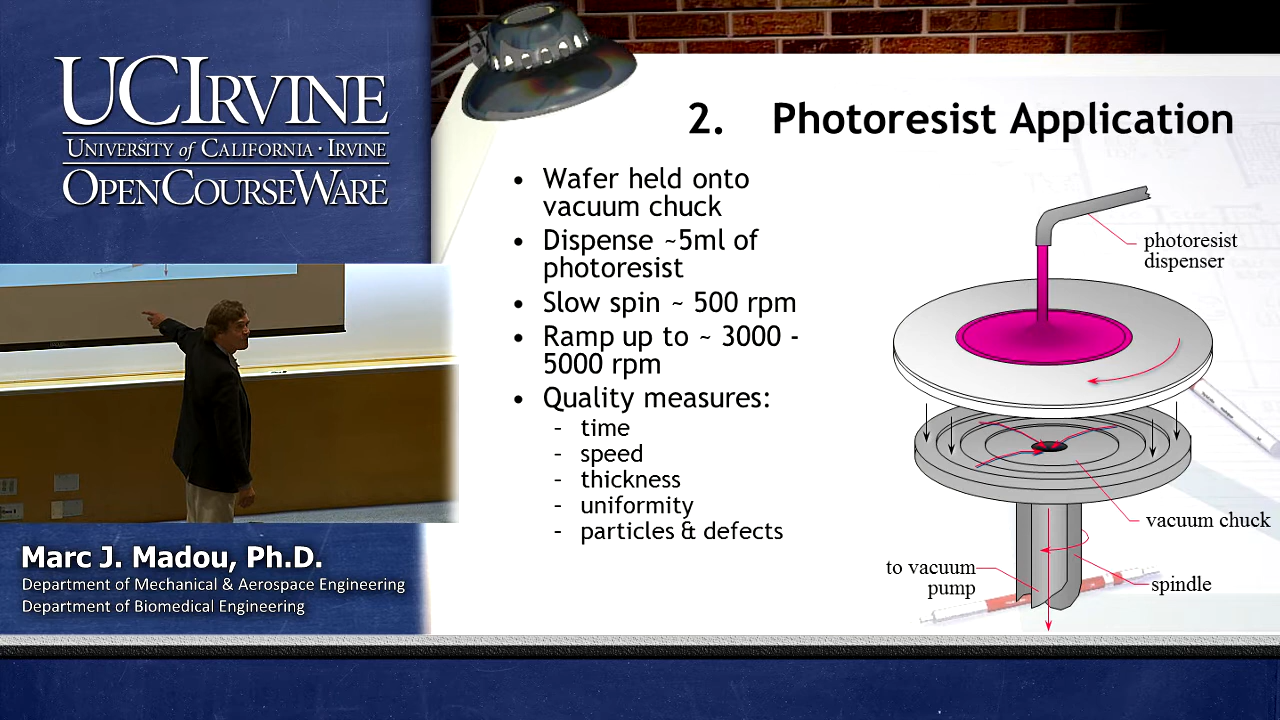 UCIRVINE
UNIVERSITY of CALIFORNIA · IRVINE
OPENCOURSEWARE
2. Photoresist Application
• Wafer held onto
vacuum chuck
• Dispense ~5ml of
photoresist
• Slow spin ~ 500 rpm
• Ramp up to ~ 3000 -
5000 rpm
• Quality measures:
– time
– speed
– thickness
– uniformity
– particles & defects
photoresist
dispenser
vacuum chuck
to vacuum
pump
spindle
Marc J. Madou, Ph.D.
Department of Mechanical & Aerospace Engineering
Department of Biomedical Engineering